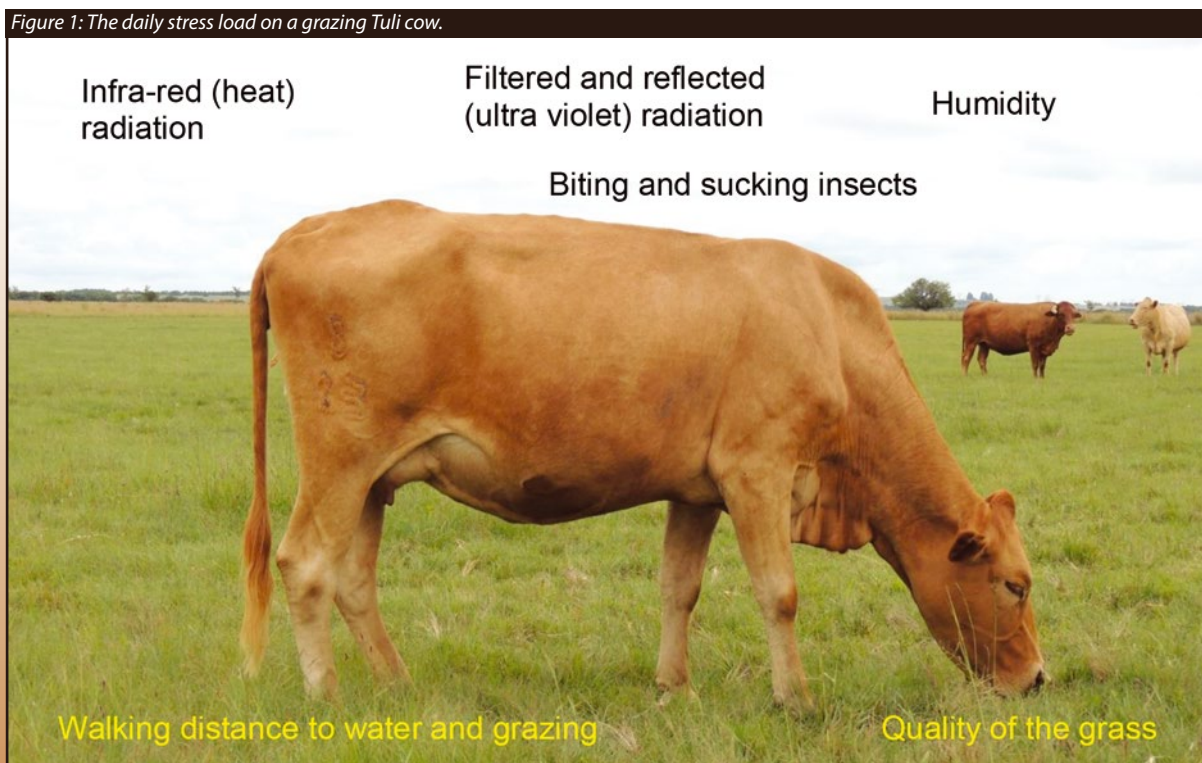 Figure 1: The daily stress load on a grazing Tuli cow.
Infra-red (heat)
radiation
Filtered and reflected
(ultra violet) radiation
Humidity
Biting and sucking insects
Walking distance to water and grazing
Quality of the grass